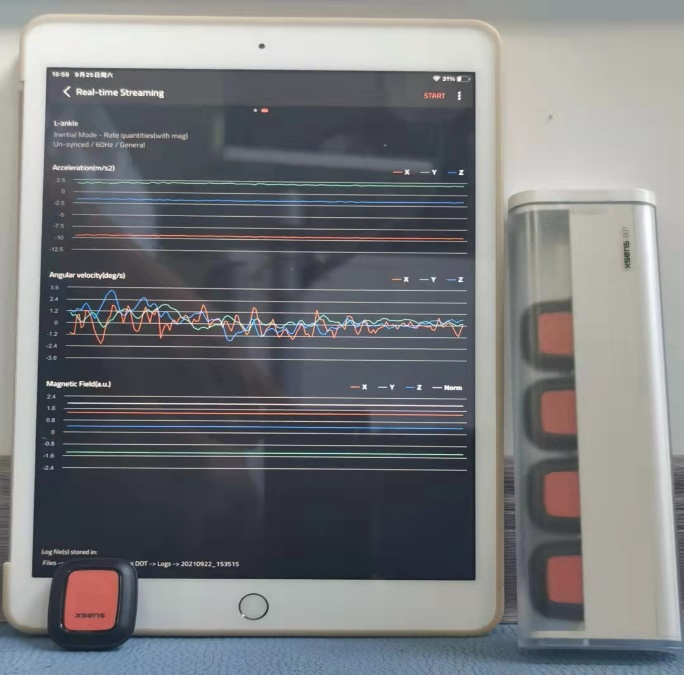 15:59 9月25日周六
31%
Real-time Streaming
START
L-ankle
Inertial Mode - Rate quantities(with mag)
Un-synced / 60Hz / General
Acceleration(m/s2)
X Y Z
2.5
0
-2.5
-5
-7.5
-10
-12.5
Angular velocity(deg/s)
X Y Z
3.6
2.4
1.2
0
-1.2
-2.4
-3.6
Magnetic Field(a.u.)
X Y Z Norm
2.4
1.6
0.8
0
-0.8
-1.6
-2.4
Log file(s) stored in:
Files DOT -> Logs -> 20210922_153515
xsens
xsens DOT